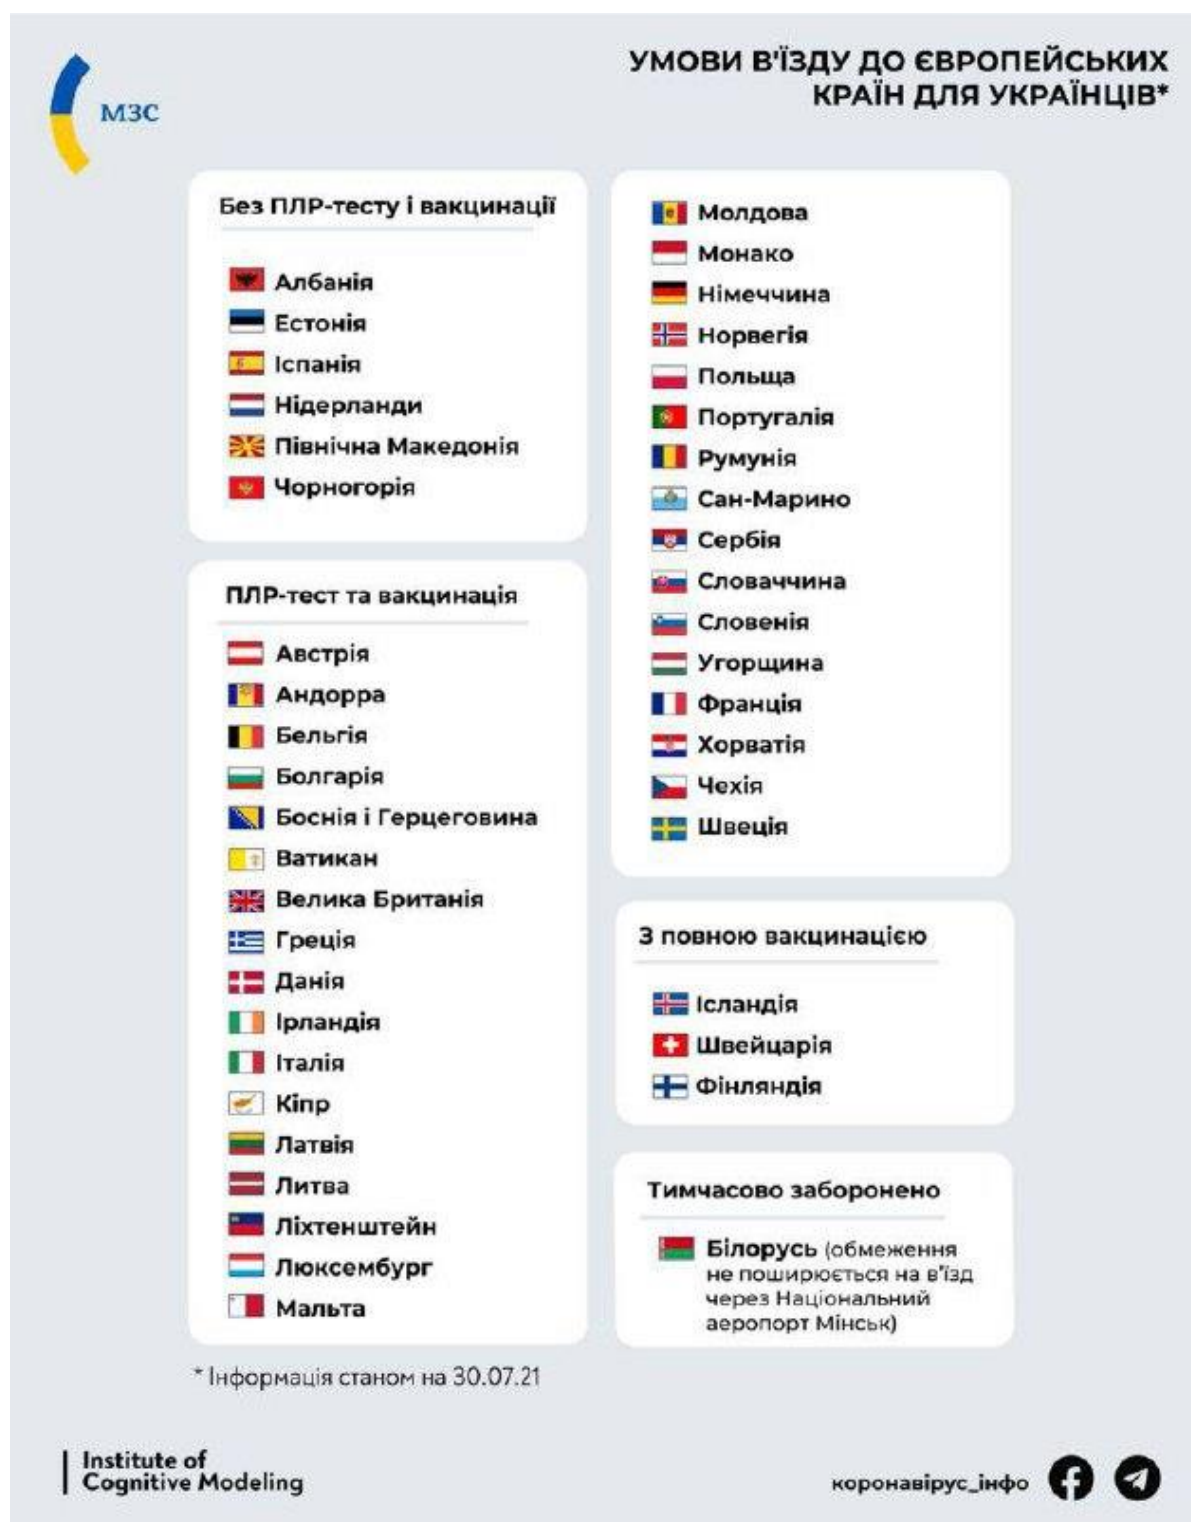 МЗС
УМОВИ В'ЇЗДУ ДО ЄВРОПЕЙСЬКИХ
КРАЇН ДЛЯ УКРАЇНЦІВ*
Без ПЛР-тесту і вакцинації
Албанія
Естонія
Іспанія
Нідерланди
Північна Македонія
Чорногорія
ПЛР-тест та вакцинація
Австрія
Андорра
Бельгія
Болгарія
Боснія і Герцеговина
Ватикан
Велика Британія
Греція
Данія
Ірландія
Італія
Кіпр
Латвія
Литва
Ліхтенштейн
Люксембург
Мальта
Молдова
Монако
Німеччина
Норвегія
Польща
Португалія
Румунія
Сан-Марино
Сербія
Словаччина
Словенія
Угорщина
Франція
Хорватія
Чехія
Швеція
З повною вакцинацією
Ісландія
Швейцарія
Фінляндія
Тимчасово заборонено
Білорусь (обмеження
не поширюється на в'їзд
через Національний
аеропорт Мінськ)
* Інформація станом на 30.07.21
Institute of
Cognitive Modeling
коронавірус_інфо